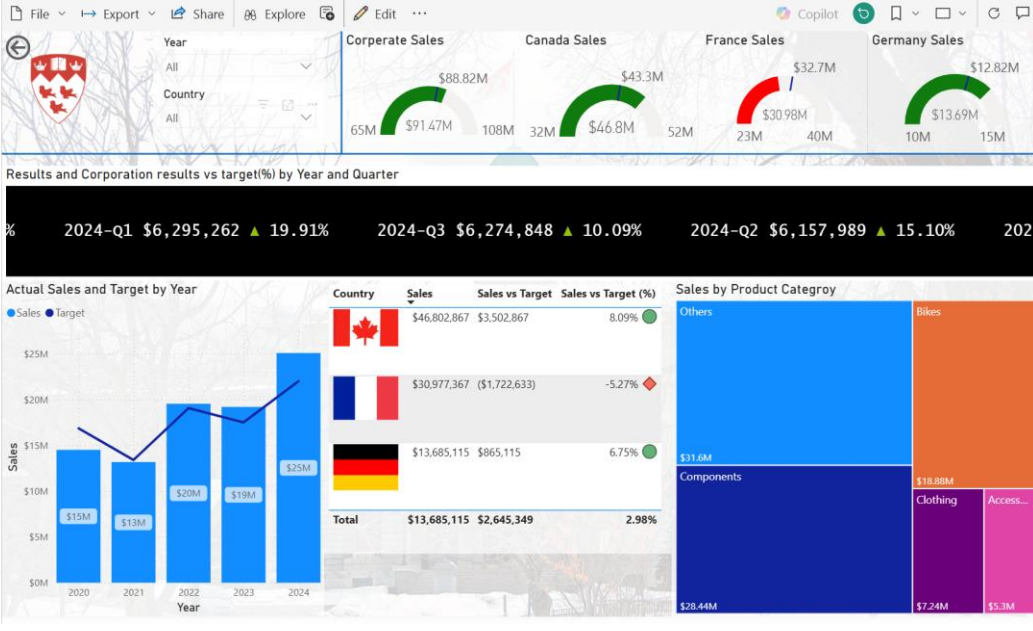 File Export Share Explore Edit ... Copilot
Year
All
Country
All
Corperate Sales
$88.82M
$91.47M
65M
108M
Canada Sales
$43.3M
$46.8M
32M
52M
France Sales
$32.7M
$30.98M
23M
40M
Germany Sales
$12.82M
$13.69M
10M
15M
Results and Corporation results vs target(%) by Year and Quarter
% 2024-Q1 $6,295,262 ▲ 19.91% 2024-Q3 $6,274,848 ▲ 10.09% 2024-Q2 $6,157,989 ▲ 15.10% 202
Actual Sales and Target by Year
Sales Target
Sales
$25M
$20M
$15M
$10M
$5M
$0M
$15M
$13M
$20M
$19M
$25M
2020 2021 2022 2023 2024
Year
Country Sales Sales vs Target Sales vs Target (%)
$46,802,867 $3,502,867 8.09%
$30,977,367 ($1,722,633) -5.27%
$13,685,115 $865,115 6.75%
Total $13,685,115 $2,645,349 2.98%
Sales by Product Categroy
Others
$31.6M
Components
$28.44M
Bikes
$18.88M
Clothing
$7.24M
Access...
$5.3M